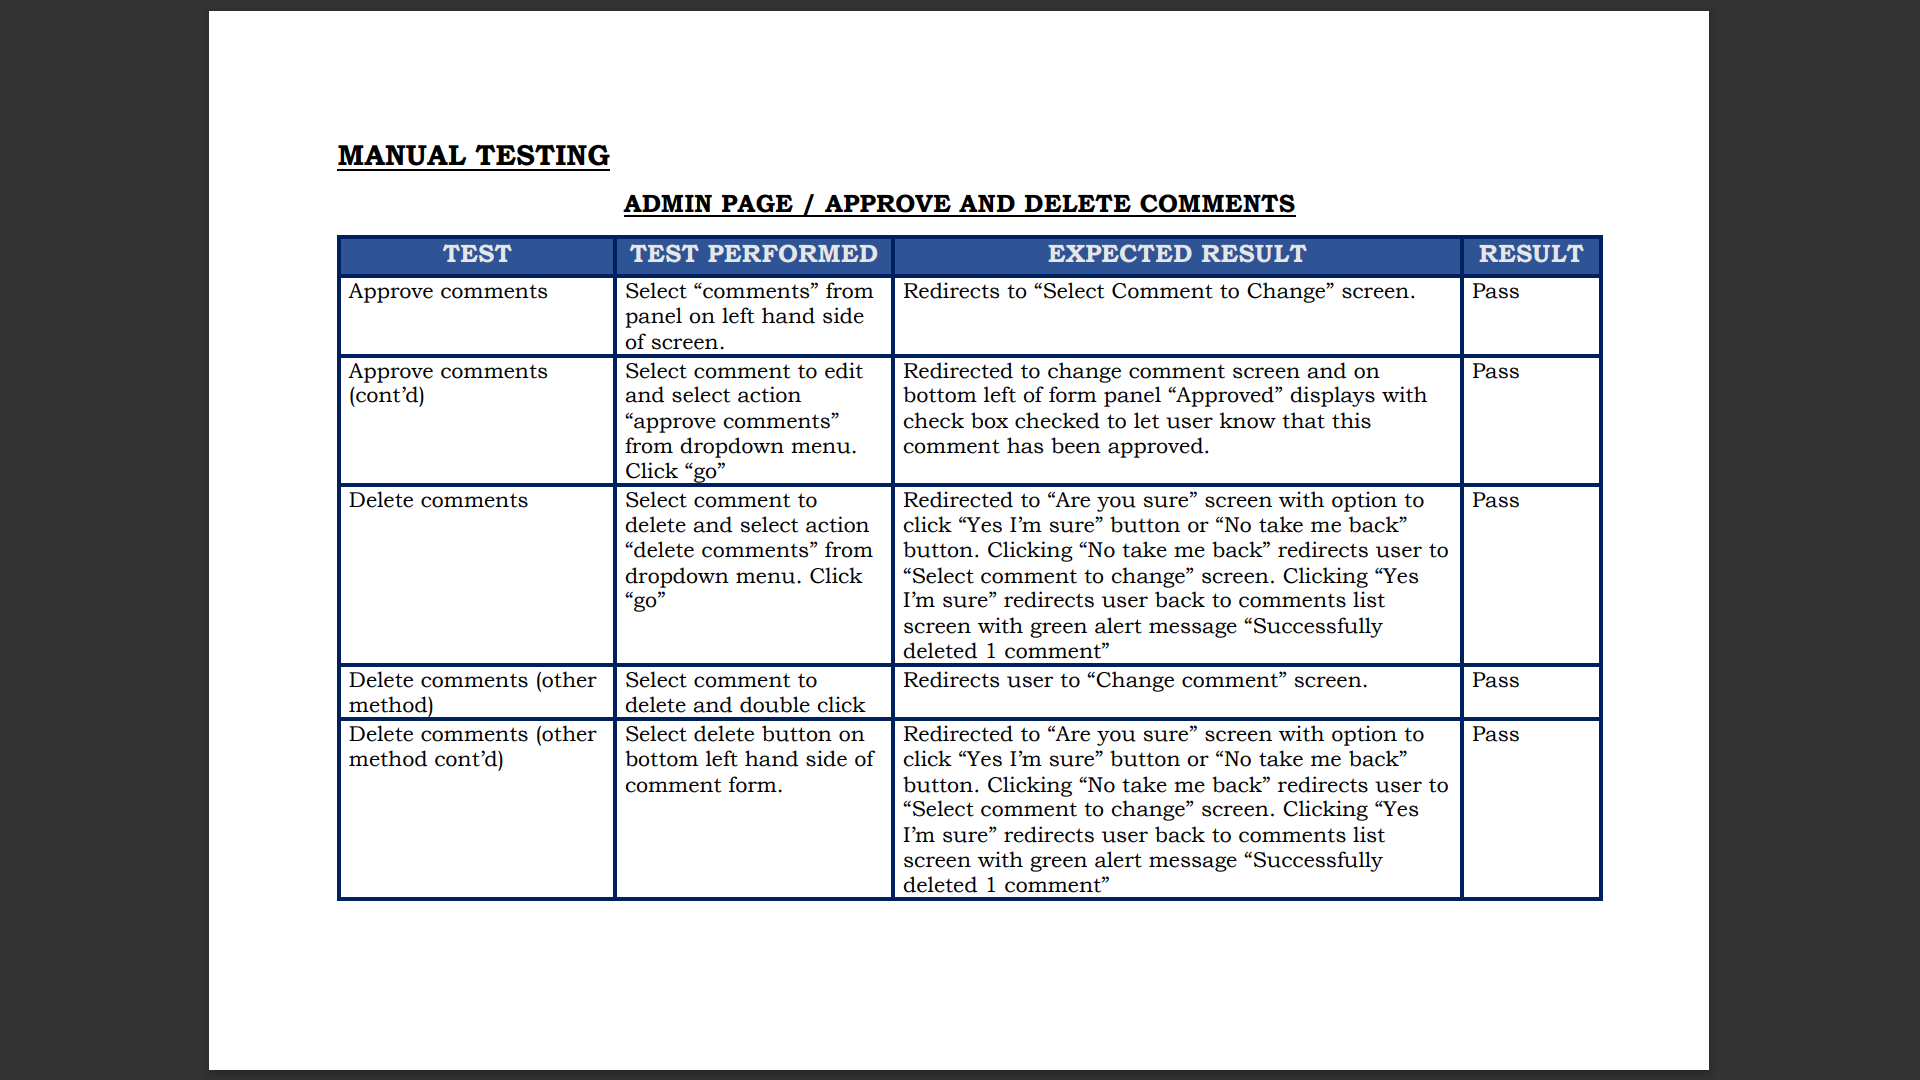 MANUAL TESTING
ADMIN PAGE / APPROVE AND DELETE COMMENTS
TEST
TEST PERFORMED
EXPECTED RESULT
RESULT
Approve comments
Select “comments” from
panel on left hand side
of screen.
Redirects to “Select Comment to Change” screen.
Pass
Approve comments
(cont’d)
Select comment to edit
and select action
“approve comments”
from dropdown menu.
Click “go”
Redirected to change comment screen and on
bottom left of form panel “Approved” displays with
check box checked to let user know that this
comment has been approved.
Pass
Delete comments
Select comment to
delete and select action
“delete comments” from
dropdown menu. Click
“go”
Redirected to “Are you sure” screen with option to
click “Yes I’m sure” button or “No take me back”
button. Clicking “No take me back” redirects user to
“Select comment to change” screen. Clicking “Yes
I’m sure” redirects user back to comments list
screen with green alert message “Successfully
deleted 1 comment”
Pass
Delete comments (other
method)
Select comment to
delete and double click
Redirects user to “Change comment” screen.
Pass
Delete comments (other
method cont’d)
Select delete button on
bottom left hand side of
comment form.
Redirected to “Are you sure” screen with option to
click “Yes I’m sure” button or “No take me back”
button. Clicking “No take me back” redirects user to
“Select comment to change” screen. Clicking “Yes
I’m sure” redirects user back to comments list
screen with green alert message “Successfully
deleted 1 comment”
Pass